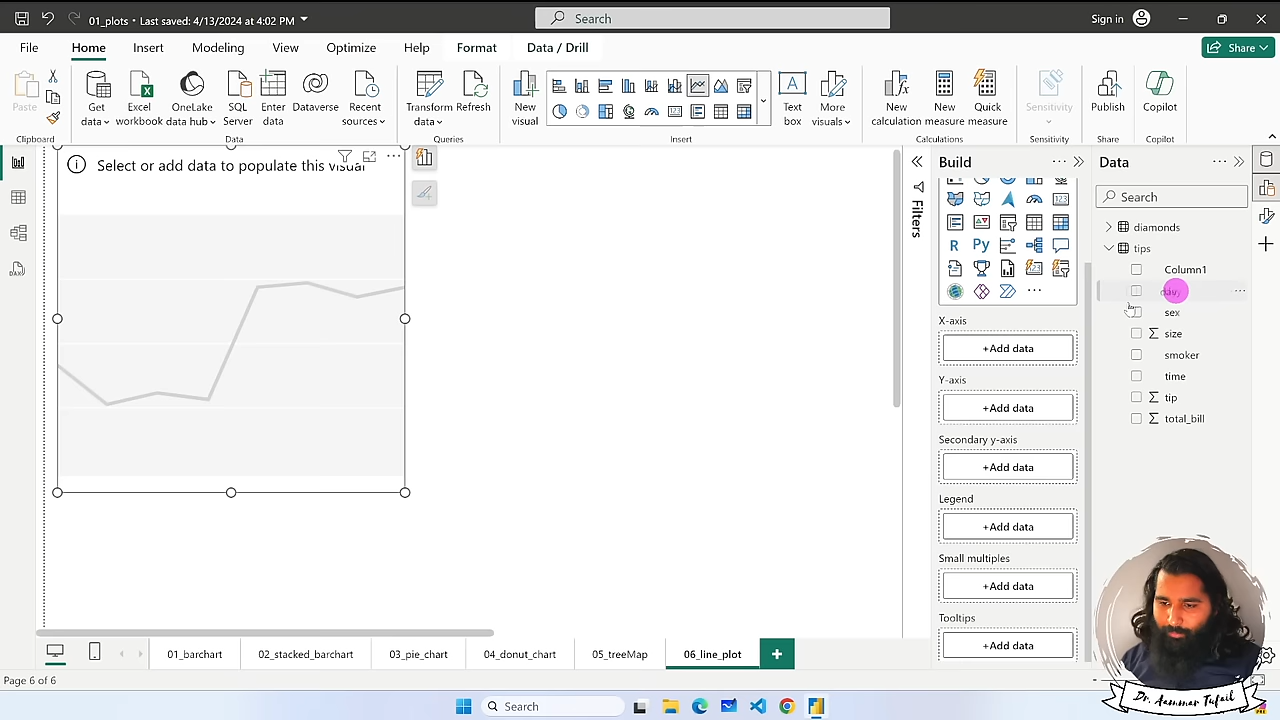 01_plots • Last saved: 4/13/2024 at 4:02 PM
Search
Sign in
File Home Insert Modeling View Optimize Help Format Data / Drill
Share
Paste
Get data
Excel workbook
OneLake data hub
SQL Server
Enter data
Dataverse
Recent sources
Transform data
Refresh
New visual
Text box
More visuals
New calculation
New measure
Quick measure
Sensitivity
Publish
Copilot
Clipboard
Data
Queries
Insert
Calculations
Sensitivity
Share
Copilot
Select or add data to populate this visual
Filters
Build
X-axis
+Add data
Y-axis
+Add data
Secondary y-axis
+Add data
Legend
+Add data
Small multiples
+Add data
Tooltips
+Add data
Data
Search
diamonds
tips
Column1
day
sex
size
smoker
time
tip
total_bill
01_barchart
02_stacked_barchart
03_pie_chart
04_donut_chart
05_treeMap
06_line_plot
Page 6 of 6
Search
Dr. Aammar Tufail